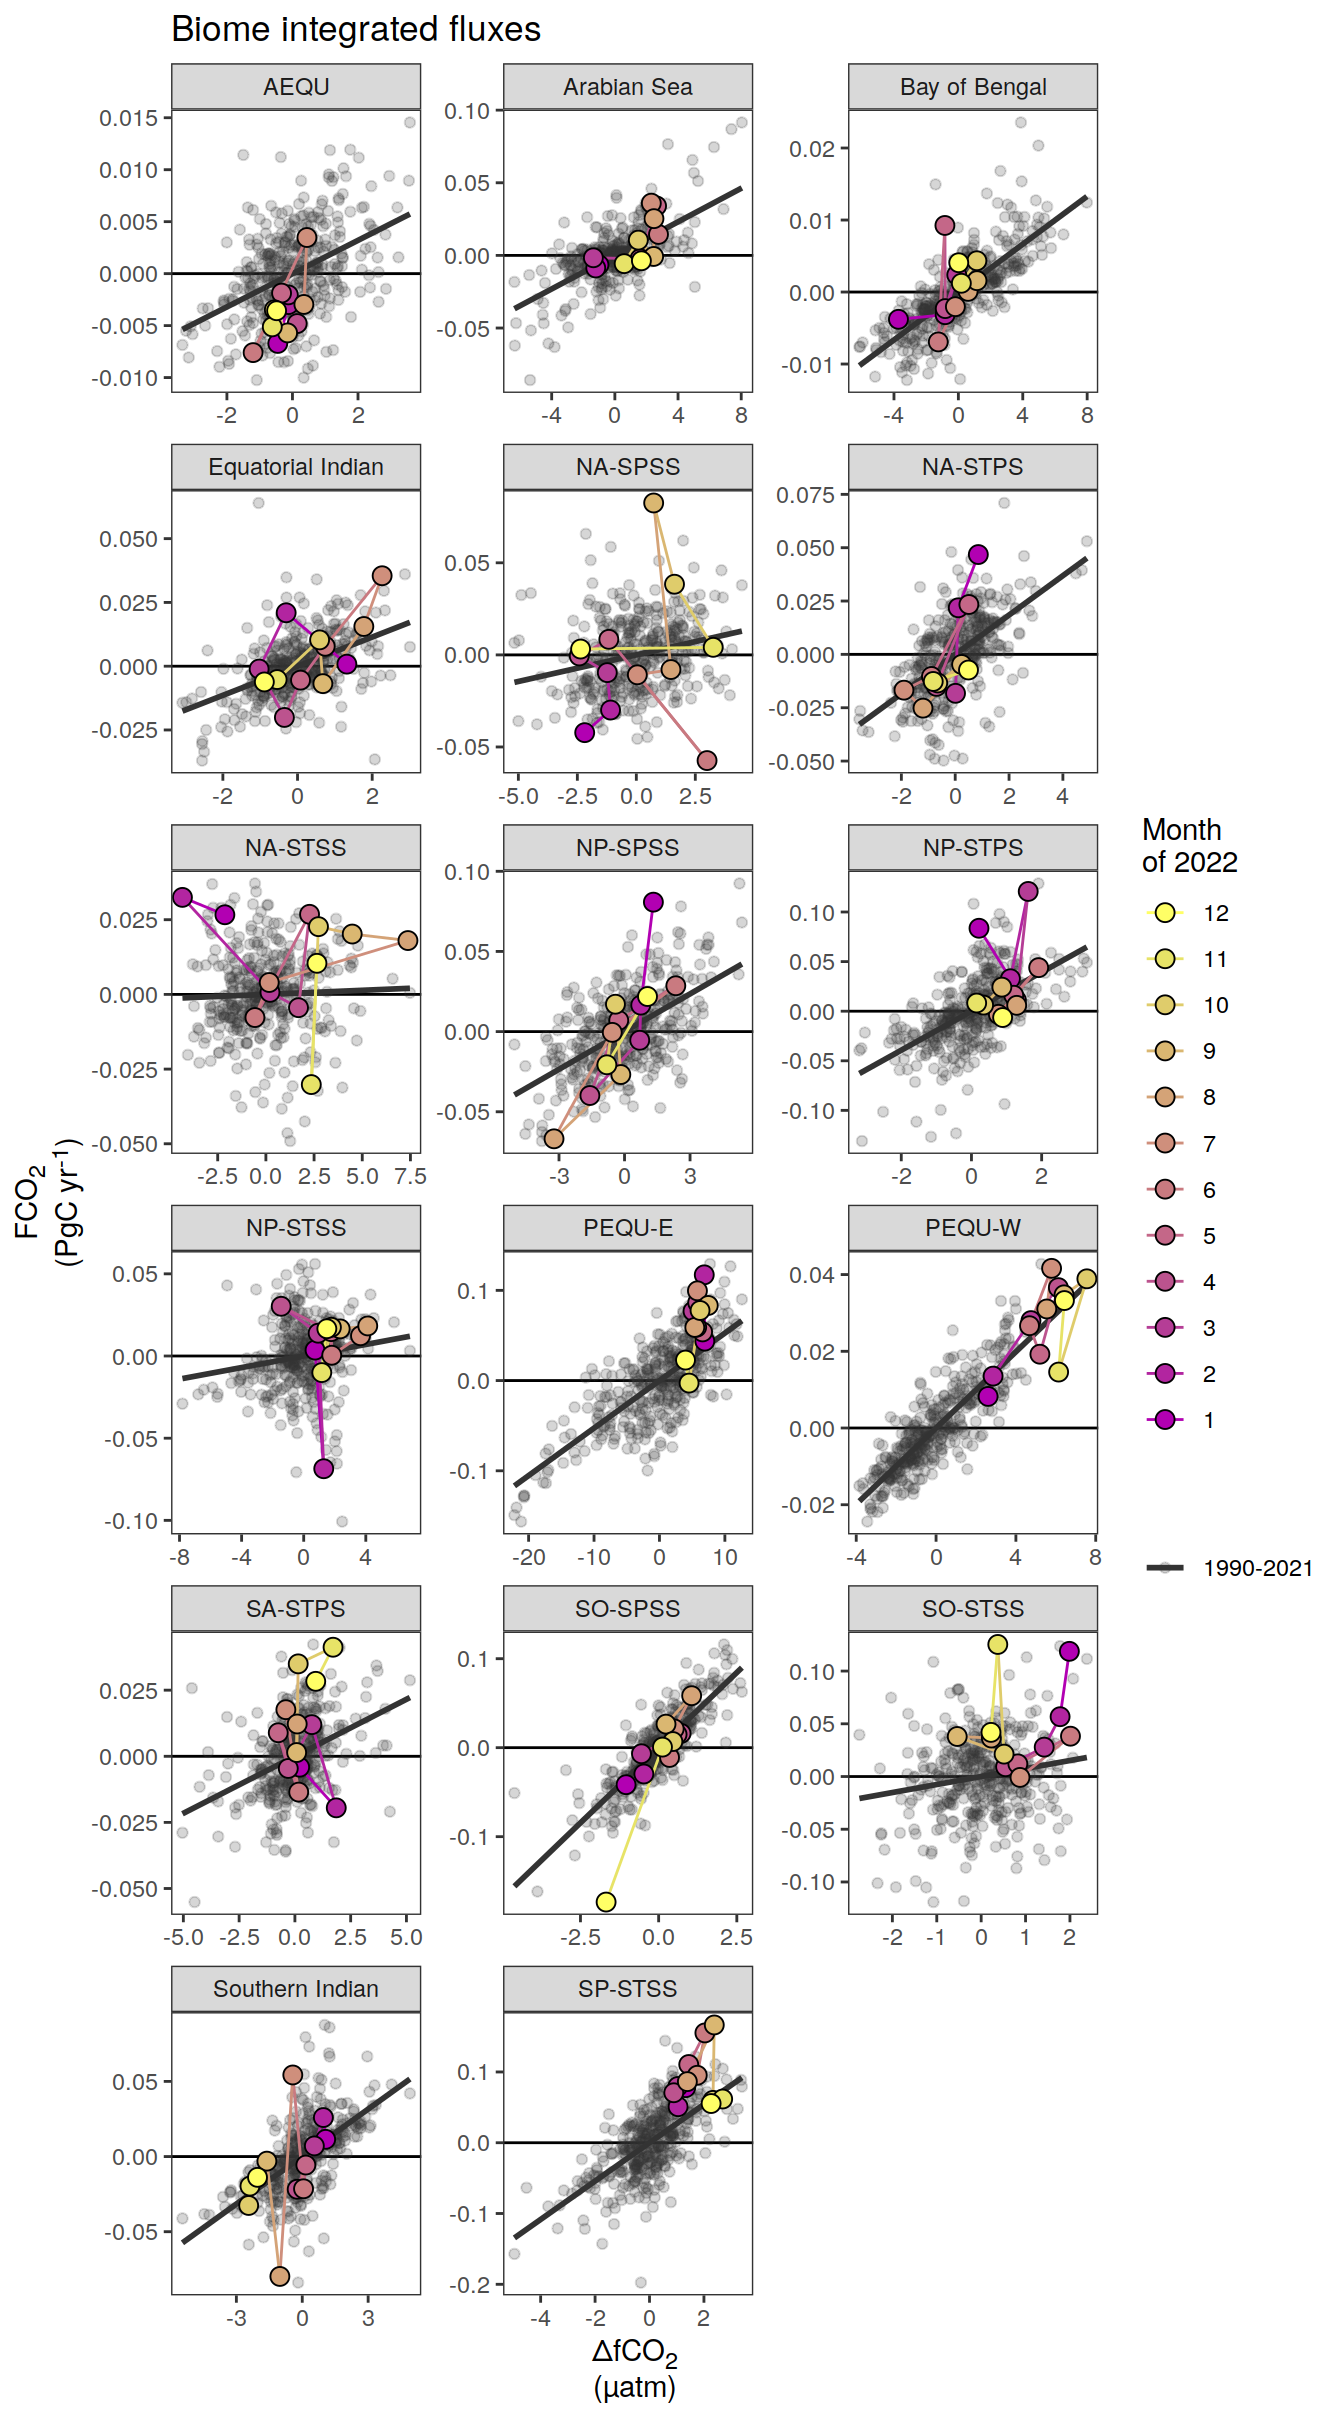 Biome integrated fluxes
AEQU Arabian Sea Bay of Bengal
0.015 0.010 0.005 0.000 -0.005 -0.010
0.10 0.05 0.00 -0.05
0.02 0.01 0.00 -0.01
-2 0 2 -4 0 4 8 -4 0 4 8
Equatorial Indian NA-SPSS NA-STPS
0.050 0.025 0.000 -0.025
0.05 0.00 -0.05
0.075 0.050 0.025 0.000 -0.025 -0.050
-2 0 2 -5.0 -2.5 0.0 2.5 -2 0 2 4
NA-STSS NP-SPSS NP-STPS
0.025 0.000 -0.025 -0.050
0.10 0.05 0.00 -0.05
0.10 0.05 0.00 -0.05 -0.10
-2.5 0.0 2.5 5.0 7.5 -3 0 3 -2 0 2
NP-STSS PEQU-E PEQU-W
0.05 0.00 -0.05 -0.10
0.1 0.0 -0.1
0.04 0.02 0.00 -0.02
-8 -4 0 4 -20 -10 0 10 -4 0 4 8
SA-STPS SO-SPSS SO-STSS
0.025 0.000 -0.025 -0.050
0.1 0.0 -0.1
0.10 0.05 0.00 -0.05 -0.10
-5.0 -2.5 0.0 2.5 5.0 -2.5 0.0 2.5 -2 -1 0 1 2
Southern Indian SP-STSS
0.05 0.00 -0.05
0.1 0.0 -0.1 -0.2
-3 0 3 -4 -2 0 2
FCO₂
(PgC yr⁻¹)
ΔfCO₂
(µatm)
Month
of 2022
12
11
10
9
8
7
6
5
4
3
2
1
1990-2021